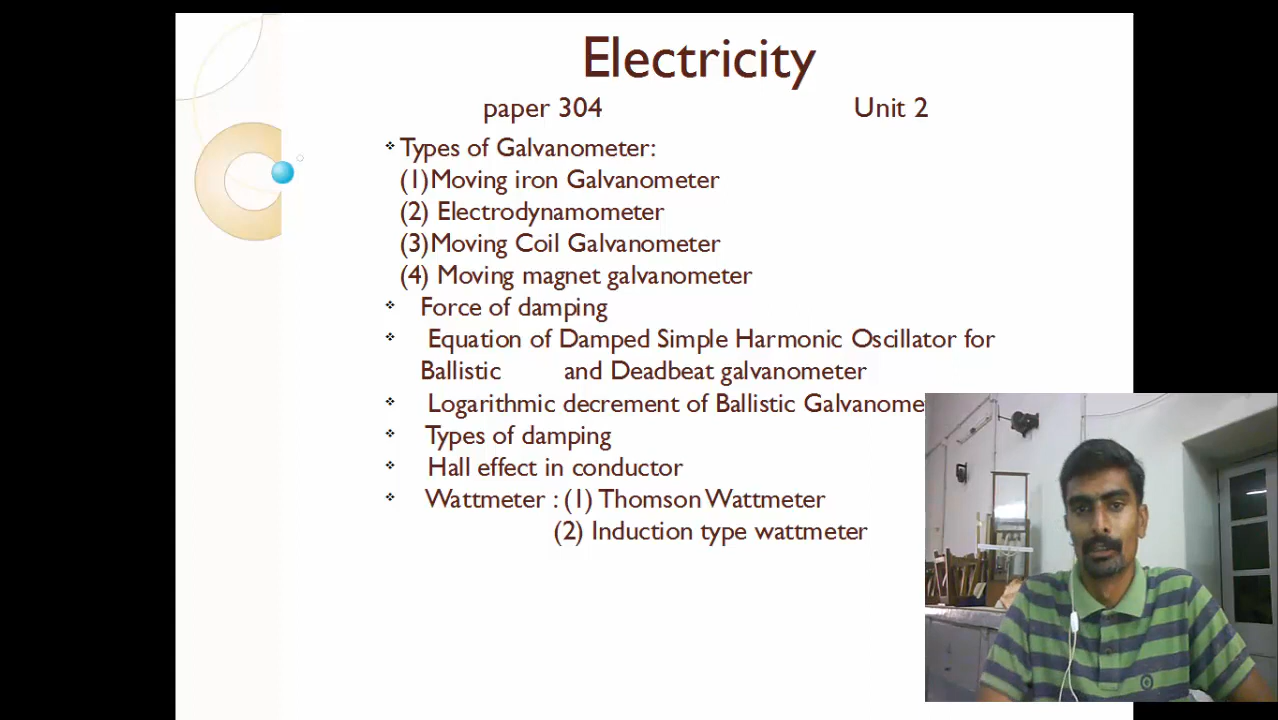 Electricity
paper 304 Unit 2
Types of Galvanometer:
(1)Moving iron Galvanometer
(2) Electrodynamometer
(3)Moving Coil Galvanometer
(4) Moving magnet galvanometer
Force of damping
Equation of Damped Simple Harmonic Oscillator for
Ballistic and Deadbeat galvanometer
Logarithmic decrement of Ballistic
Types of damping
Hall effect in conductor
Wattmeter : (1) Thomson Wattmeter
(2) Induction type wattmeter